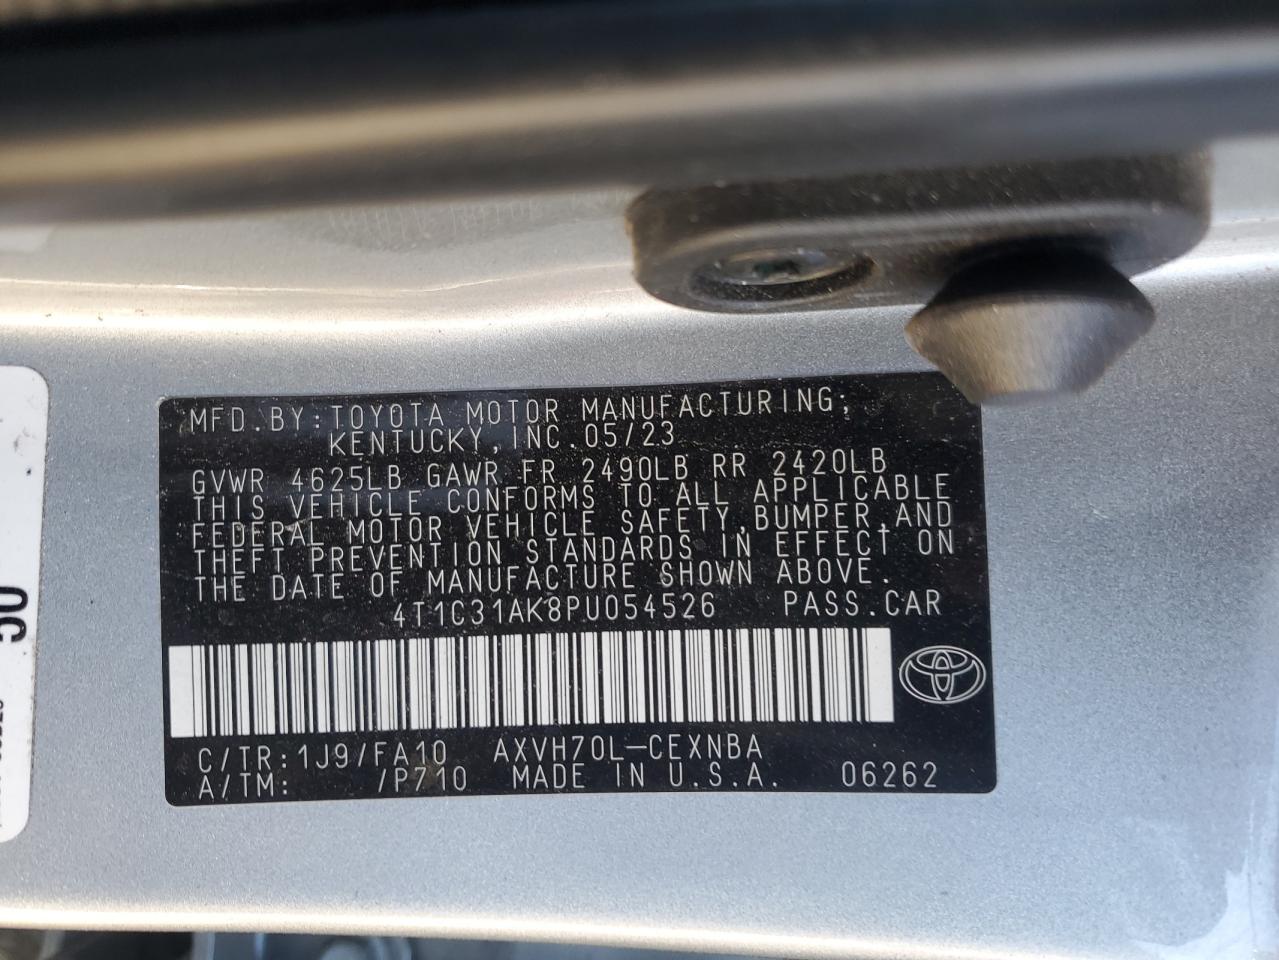 MFD.BY:TOYOTA MOTOR MANUFACTURING,
KENTUCKY,INC.05/23
GVWR 4625LB GAWR FR 2490LB RR 2420LB
THIS VEHICLE CONFORMS TO ALL APPLICABLE
FEDERAL MOTOR VEHICLE SAFETY,BUMPER,AND
THEFT PREVENTION STANDARDS IN EFFECT ON
THE DATE OF MANUFACTURE SHOWN ABOVE.
4T1C31AK8PU054526 PASS.CAR
C/TR:1J9/FA10 AXVH70L-CEXNBA
A/TM: /P710 MADE IN U.S.A. 06262
50